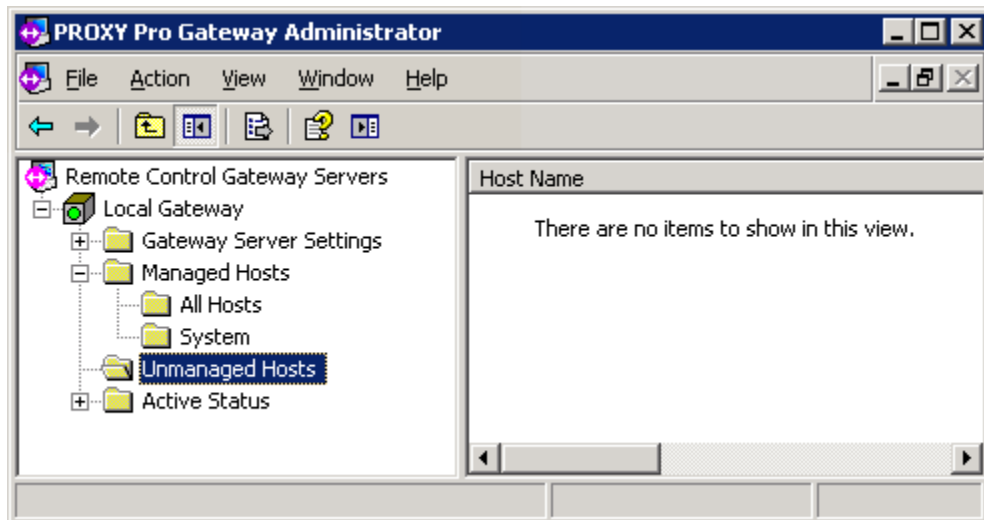 PROXY Pro Gateway Administrator
File Action View Window Help
Remote Control Gateway Servers
Local Gateway
Gateway Server Settings
Managed Hosts
All Hosts
System
Unmanaged Hosts
Active Status
Host Name
There are no items to show in this view.